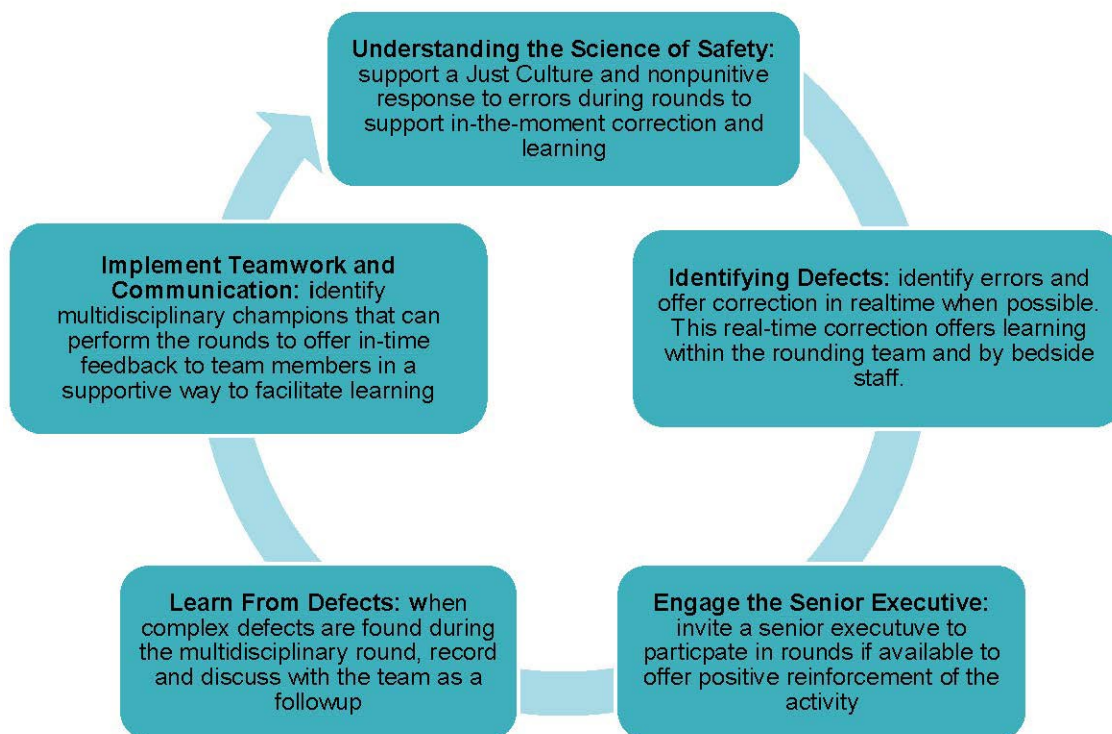 Understanding the Science of Safety:
support a Just Culture and nonpunitive
response to errors during rounds to
support in-the-moment correction and
learning
Identifying Defects: identify errors and
offer correction in realtime when possible.
This real-time correction offers learning
within the rounding team and by bedside
staff.
Engage the Senior Executive:
invite a senior executuve to
particpate in rounds if available to
offer positive reinforcement of the
activity
Learn From Defects: when
complex defects are found during
the multidisciplinary round, record
and discuss with the team as a
followup
Implement Teamwork and
Communication: identify
multidisciplinary champions that can
perform the rounds to offer in-time
feedback to team members in a
supportive way to facilitate learning